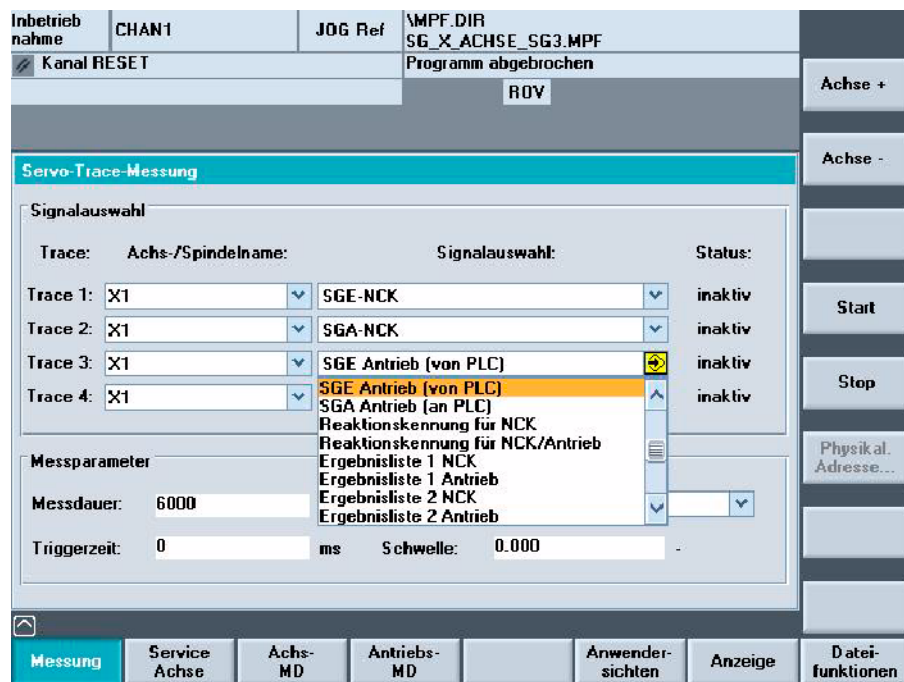 Inbetrieb
nahme
CHAN1
JOG Ref
\MPF.DIR
SG_X_ACHSE_SG3.MPF
Kanal RESET
Programm abgebrochen
ROV
Achse +
Achse -
Servo-Trace-Messung
Signalauswahl
Trace: Achs-/Spindelname: Signalauswahl: Status:
Trace 1: X1 SGE-NCK inaktiv
Start
Trace 2: X1 SGA-NCK inaktiv
Trace 3: X1 SGE Antrieb (von PLC) inaktiv
Stop
Trace 4: X1 inaktiv
SGE Antrieb (von PLC)
SGA Antrieb (an PLC)
Reaktionskennung für NCK
Reaktionskennung für NCK/Antrieb
Ergebnisliste 1 NCK
Ergebnisliste 1 Antrieb
Ergebnisliste 2 NCK
Ergebnisliste 2 Antrieb
Physikal.
Adresse...
Messparameter
Messdauer: 6000
Triggerzeit: 0 ms Schwelle: 0.000 -
Messung
Service
Achse
Achs-
MD
Antriebs-
MD
Anwender-
sichten
Anzeige
Datei-
funktionen